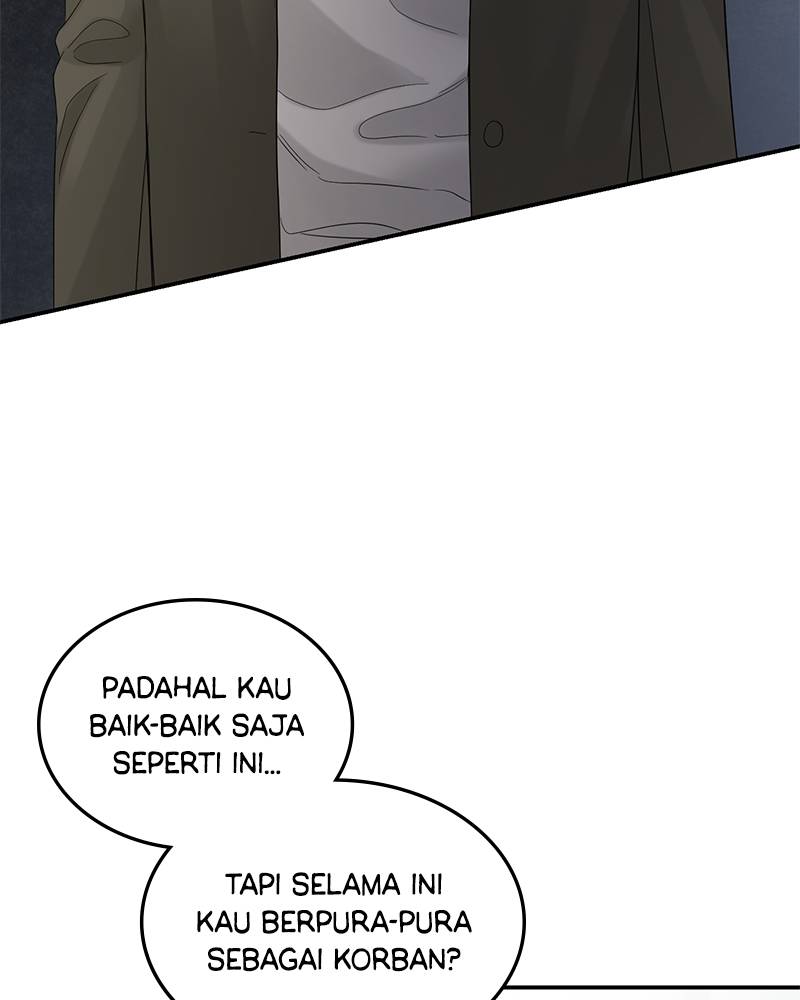 PADAHAL KAU
BAIK-BAIK SAJA
SEPERTI INI...
TAPI SELAMA INI
KAU BERPURA-PURA
SEBAGAI KORBAN?